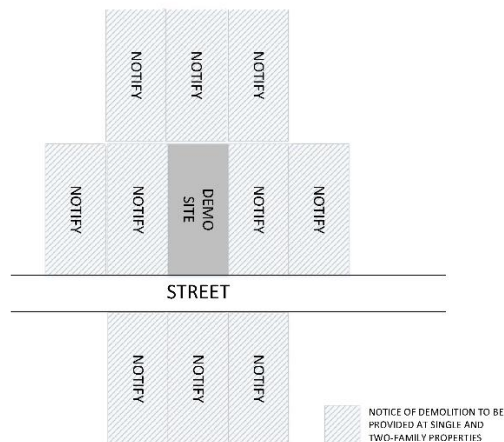 NOTIFY
NOTIFY
NOTIFY
NOTIFY
NOTIFY
DEMO
SITE
NOTIFY
NOTIFY
STREET
NOTIFY
NOTIFY
NOTIFY
NOTICE OF DEMOLITION TO BE
PROVIDED AT SINGLE AND
TWO-FAMILY PROPERTIES